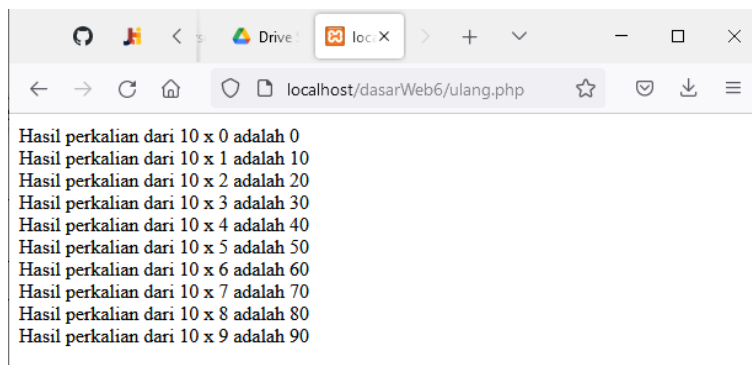 Drive
localhost/dasarWeb6/ulang.php
Hasil perkalian dari 10 x 0 adalah 0
Hasil perkalian dari 10 x 1 adalah 10
Hasil perkalian dari 10 x 2 adalah 20
Hasil perkalian dari 10 x 3 adalah 30
Hasil perkalian dari 10 x 4 adalah 40
Hasil perkalian dari 10 x 5 adalah 50
Hasil perkalian dari 10 x 6 adalah 60
Hasil perkalian dari 10 x 7 adalah 70
Hasil perkalian dari 10 x 8 adalah 80
Hasil perkalian dari 10 x 9 adalah 90